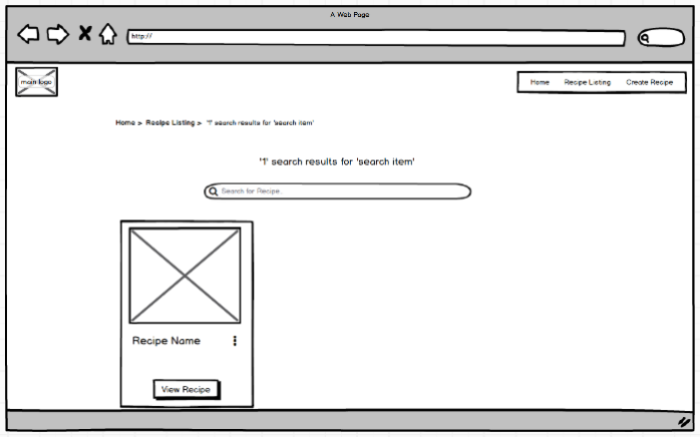 A Web Page
http://
main logo
Home Recipe Listing Create Recipe
Home > Recipe Listing > '1' search results for 'search item'
'1' search results for 'search item'
Search for Recipe..
Recipe Name
View Recipe